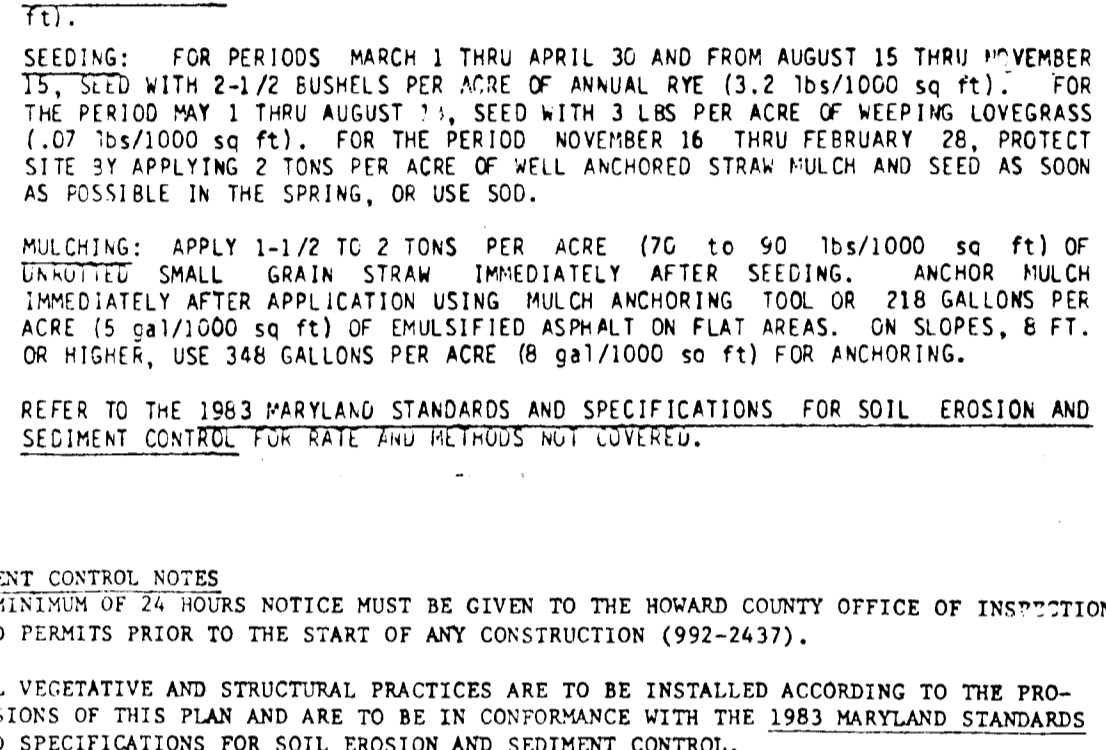 ft).
SEEDING: FOR PERIODS MARCH 1 THRU APRIL 30 AND FROM AUGUST 15 THRU NOVEMBER
15, SEED WITH 2-1/2 BUSHELS PER ACRE OF ANNUAL RYE (3.2 lbs/1000 sq ft). FOR
THE PERIOD MAY 1 THRU AUGUST , SEED WITH 3 LBS PER ACRE OF WEEPING LOVEGRASS
(.07 lbs/1000 sq ft). FOR THE PERIOD NOVEMBER 16 THRU FEBRUARY 28, PROTECT
SITE BY APPLYING 2 TONS PER ACRE OF WELL ANCHORED STRAW MULCH AND SEED AS SOON
AS POSSIBLE IN THE SPRING, OR USE SOD.
MULCHING: APPLY 1-1/2 TO 2 TONS PER ACRE (70 to 90 lbs/1000 sq ft) OF
UNROTTED SMALL GRAIN STRAW IMMEDIATELY AFTER SEEDING. ANCHOR MULCH
IMMEDIATELY AFTER APPLICATION USING MULCH ANCHORING TOOL OR 218 GALLONS PER
ACRE (5 gal/1000 sq ft) OF EMULSIFIED ASPHALT ON FLAT AREAS. ON SLOPES, 8 FT.
OR HIGHER, USE 348 GALLONS PER ACRE (8 gal/1000 sq ft) FOR ANCHORING.
REFER TO THE 1983 MARYLAND STANDARDS AND SPECIFICATIONS FOR SOIL EROSION AND
SEDIMENT CONTROL FOR RATE AND METHODS NOT COVERED.
ENT CONTROL NOTES
MINIMUM OF 24 HOURS NOTICE MUST BE GIVEN TO THE HOWARD COUNTY OFFICE OF INSPECTION
D PERMITS PRIOR TO THE START OF ANY CONSTRUCTION (992-2437).
L VEGETATIVE AND STRUCTURAL PRACTICES ARE TO BE INSTALLED ACCORDING TO THE PRO-
SIONS OF THIS PLAN AND ARE TO BE IN CONFORMANCE WITH THE 1983 MARYLAND STANDARDS
D SPECIFICATIONS FOR SOIL EROSION AND SEDIMENT CONTROL.